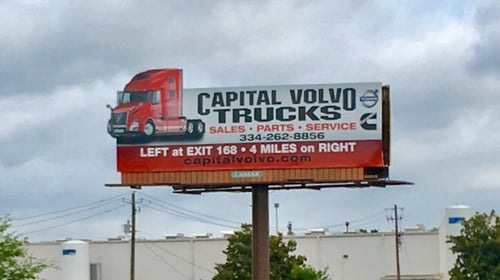 CAPITAL VOLVO
TRUCKS
SALES • PARTS • SERVICE
334-262-8856
LEFT at EXIT 168 • 4 MILES on RIGHT
capitalvolvo.com
LAMAR